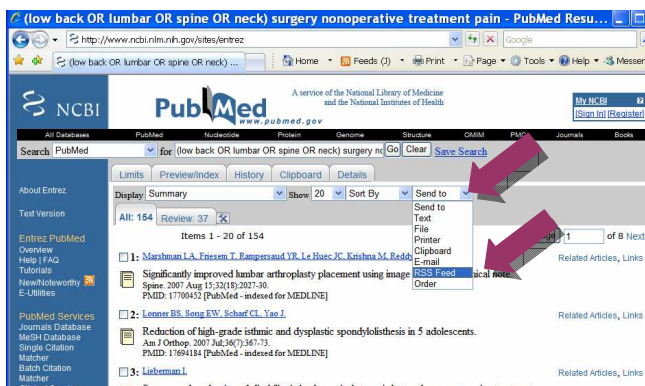 (low back OR lumbar OR spine OR neck) surgery nonoperative treatment pain - PubMed Resu...
http://www.ncbi.nlm.nih.gov/sites/entrez
Google
(low back OR lumbar OR spine OR neck) ...
Home Feeds (J) Print Page Tools Help Messen
NCBI
PubMed
www.pubmed.gov
A service of the National Library of Medicine
and the National Institutes of Health
My NCBI
[Sign In] [Register]
All Databases PubMed Nucleotide Protein Genome Structure OMIM PMC Journals Books
Search PubMed for (low back OR lumbar OR spine OR neck) surgery no Go Clear Save Search
Limits Preview/Index History Clipboard Details
Display Summary Show 20 Sort By Send to
Send to
Text
File
Printer
Clipboard
E-mail
RSS Feed
Order
All: 154 Review: 37
Items 1 - 20 of 154
1 of 8 Next
About Entrez
Text Version
Entrez PubMed
Overview
Help | FAQ
Tutorials
New/Noteworthy
E-Utilities
PubMed Services
Journals Database
MeSH Database
Single Citation
Matcher
Batch Citation
Matcher
1: Marshman LA, Friesem T, Rampersaud YR, Le Huec JC, Krishna M, Reddy
Related Articles, Links
Significantly improved lumbar arthroplasty placement using image note.
Spine. 2007 Aug 15;32(18):2027-30.
PMID: 17700452 [PubMed - indexed for MEDLINE]
2: Lonner BS, Song EW, Scharf CL, Yao J.
Related Articles, Links
Reduction of high-grade isthmic and dysplastic spondylolisthesis in 5 adolescents.
Am J Orthop. 2007 Jul;36(7):367-73.
PMID: 17694184 [PubMed - indexed for MEDLINE]
3: Lieberman I.
Related Articles, Links